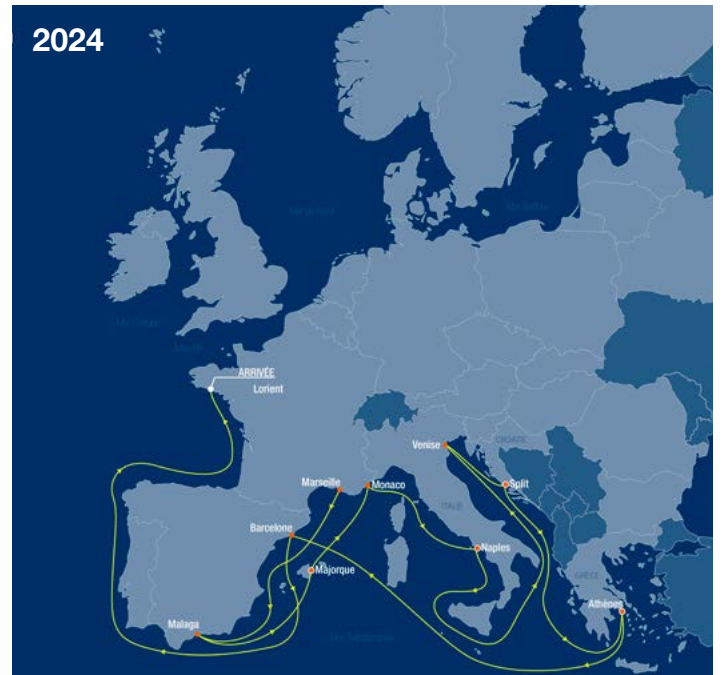 2024
ARRIVÉE
Lorient
Venise
CROATIE
Split
Marseille
Monaco
ITALIE
Barcelone
Naples
Majorque
GRÈCE
Athènes
Malaga